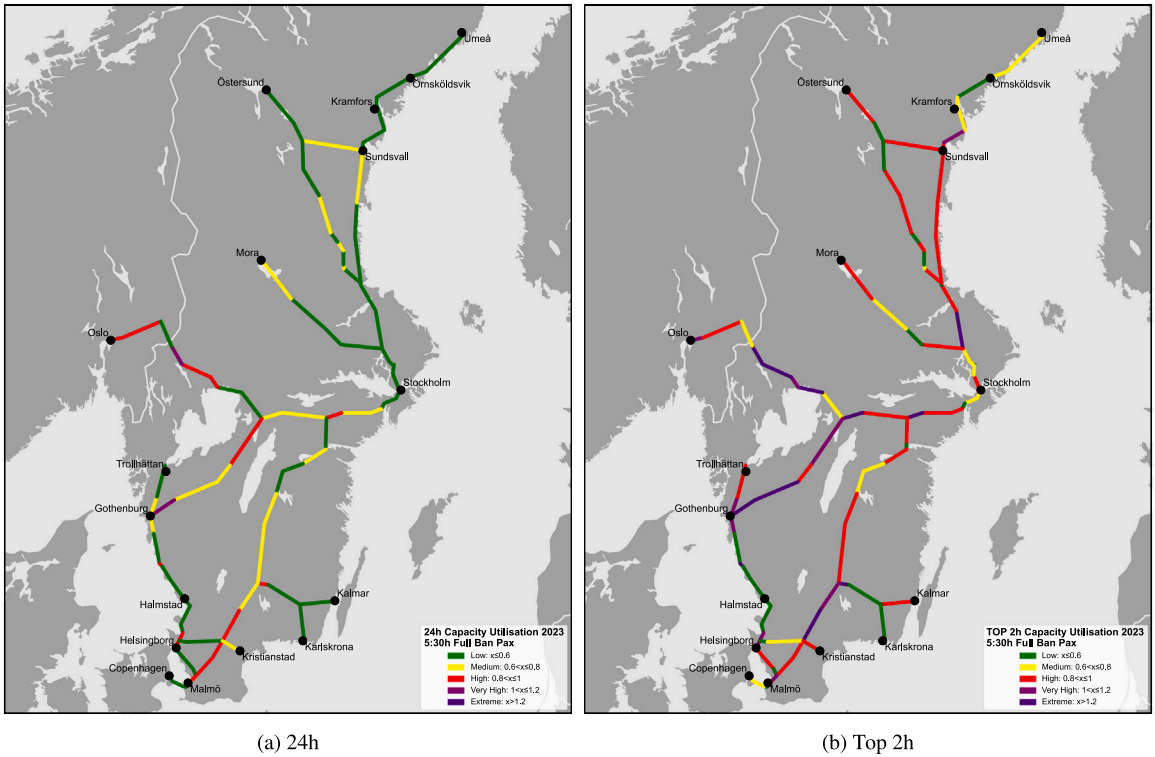 Umeå
Örnsköldsvik
Östersund
Kramfors
Sundsvall
Mora
Oslo
Stockholm
Trollhättan
Gothenburg
Halmstad
Kalmar
Helsingborg
Karlskrona
Copenhagen
Kristianstad
Malmö
24h Capacity Utilisation 2023
5:30h Full Ban Pax
Low: x≤0.6
Medium: 0.6<x≤0.8
High: 0.8<x≤1
Very High: 1<x≤1.2
Extreme: x>1.2
(a) 24h
Umeå
Örnsköldsvik
Östersund
Kramfors
Sundsvall
Mora
Oslo
Stockholm
Trollhättan
Gothenburg
Halmstad
Kalmar
Helsingborg
Karlskrona
Copenhagen
Kristianstad
Malmö
TOP 2h Capacity Utilisation 2023
5:30h Full Ban Pax
Low: x≤0.6
Medium: 0.6<x≤0.8
High: 0.8<x≤1
Very High: 1<x≤1.2
Extreme: x>1.2
(b) Top 2h